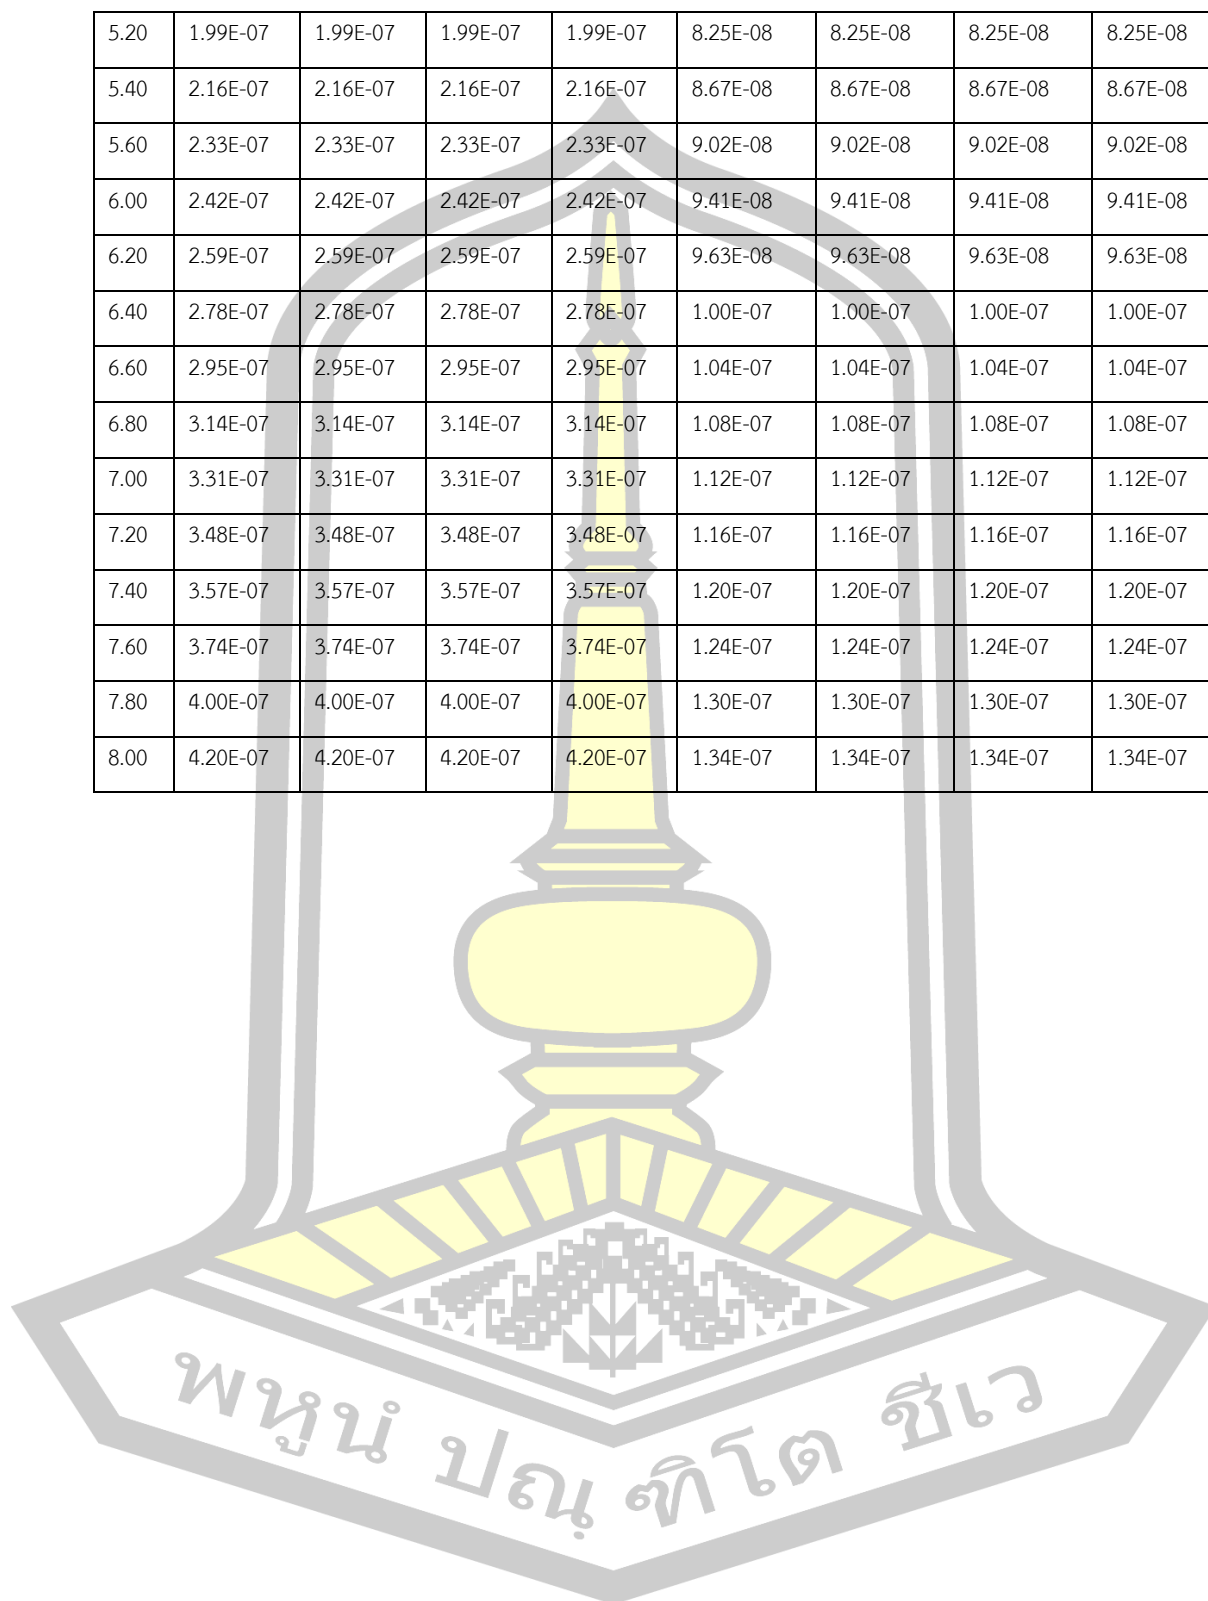 5.20 1.99E-07 1.99E-07 1.99E-07 1.99E-07 8.25E-08 8.25E-08 8.25E-08 8.25E-08
5.40 2.16E-07 2.16E-07 2.16E-07 2.16E-07 8.67E-08 8.67E-08 8.67E-08 8.67E-08
5.60 2.33E-07 2.33E-07 2.33E-07 2.33E-07 9.02E-08 9.02E-08 9.02E-08 9.02E-08
6.00 2.42E-07 2.42E-07 2.42E-07 2.42E-07 9.41E-08 9.41E-08 9.41E-08 9.41E-08
6.20 2.59E-07 2.59E-07 2.59E-07 2.59E-07 9.63E-08 9.63E-08 9.63E-08 9.63E-08
6.40 2.78E-07 2.78E-07 2.78E-07 2.78E-07 1.00E-07 1.00E-07 1.00E-07 1.00E-07
6.60 2.95E-07 2.95E-07 2.95E-07 2.95E-07 1.04E-07 1.04E-07 1.04E-07 1.04E-07
6.80 3.14E-07 3.14E-07 3.14E-07 3.14E-07 1.08E-07 1.08E-07 1.08E-07 1.08E-07
7.00 3.31E-07 3.31E-07 3.31E-07 3.31E-07 1.12E-07 1.12E-07 1.12E-07 1.12E-07
7.20 3.48E-07 3.48E-07 3.48E-07 3.48E-07 1.16E-07 1.16E-07 1.16E-07 1.16E-07
7.40 3.57E-07 3.57E-07 3.57E-07 3.57E-07 1.20E-07 1.20E-07 1.20E-07 1.20E-07
7.60 3.74E-07 3.74E-07 3.74E-07 3.74E-07 1.24E-07 1.24E-07 1.24E-07 1.24E-07
7.80 4.00E-07 4.00E-07 4.00E-07 4.00E-07 1.30E-07 1.30E-07 1.30E-07 1.30E-07
8.00 4.20E-07 4.20E-07 4.20E-07 4.20E-07 1.34E-07 1.34E-07 1.34E-07 1.34E-07
พหูนํ ปณฺ ฑิโต ชีเว